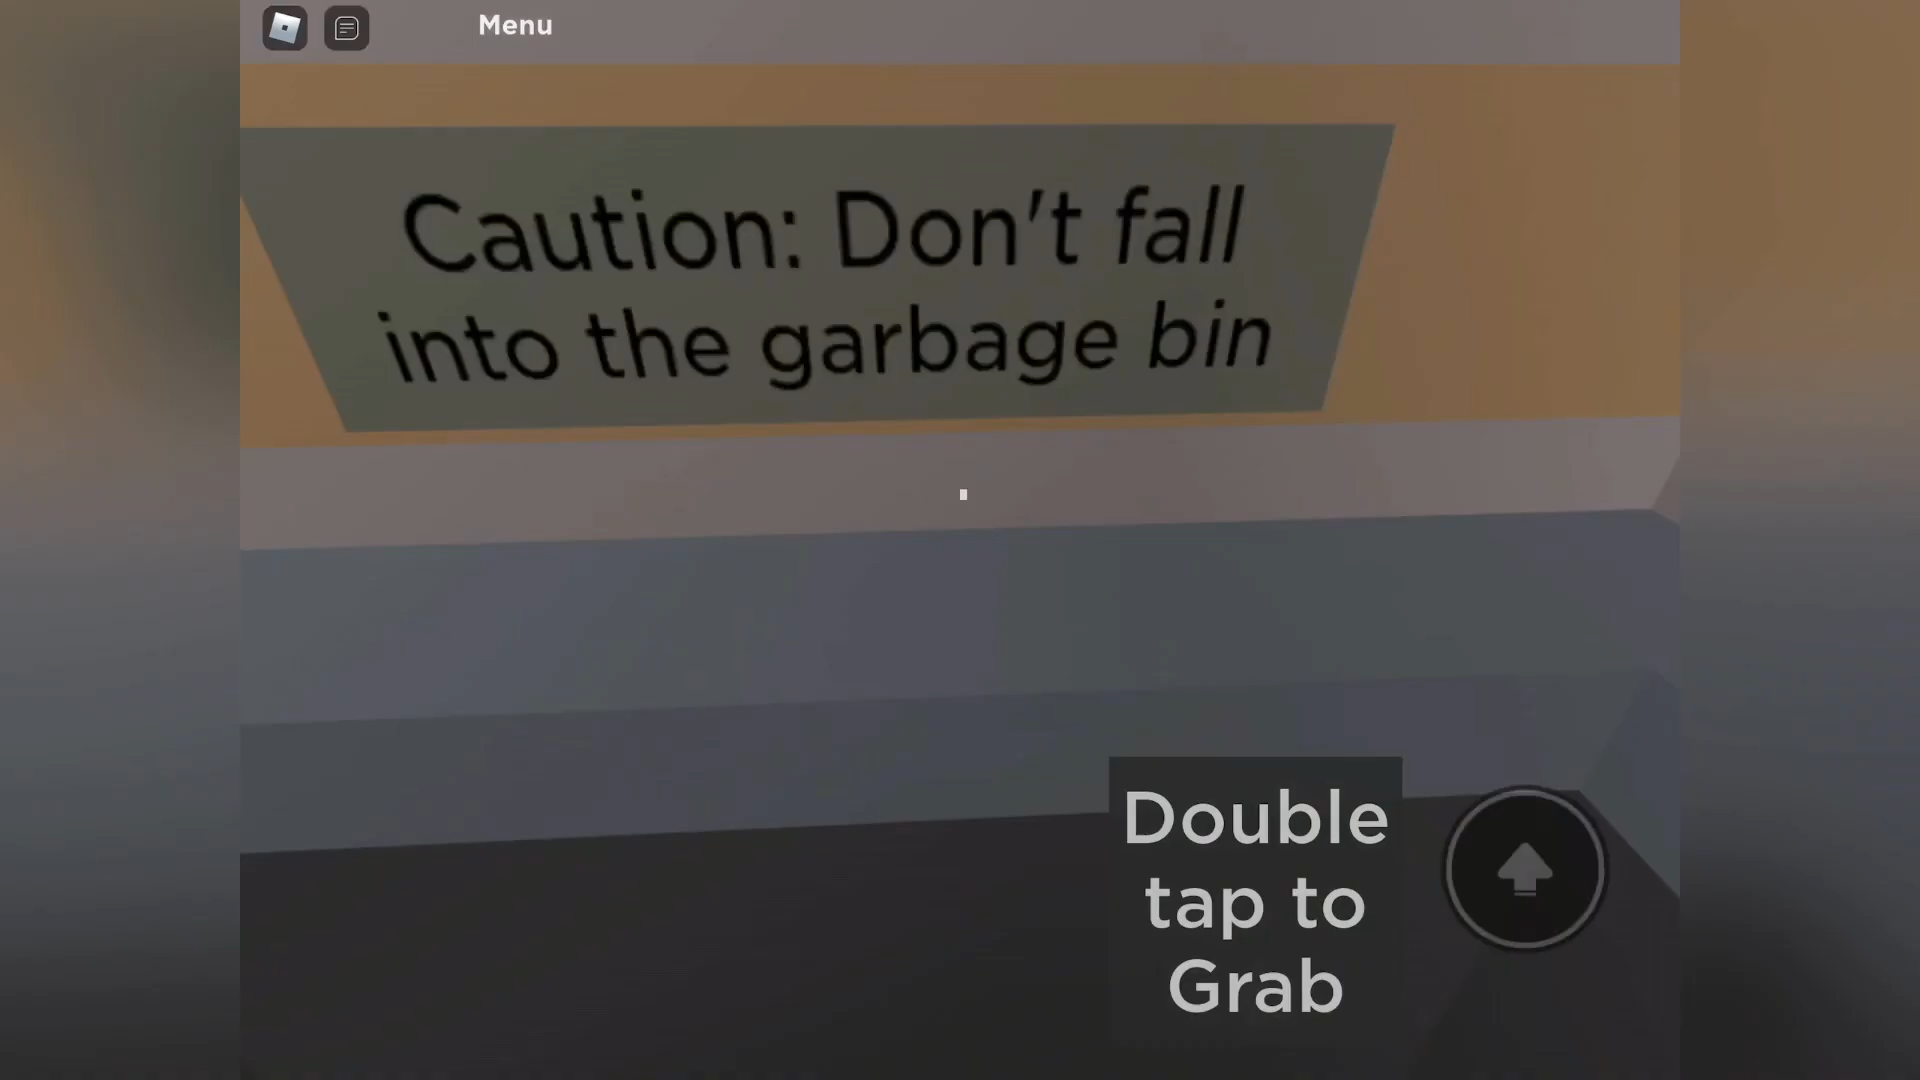 Menu
Caution: Don't fall
into the garbage bin
Double
tap to
Grab